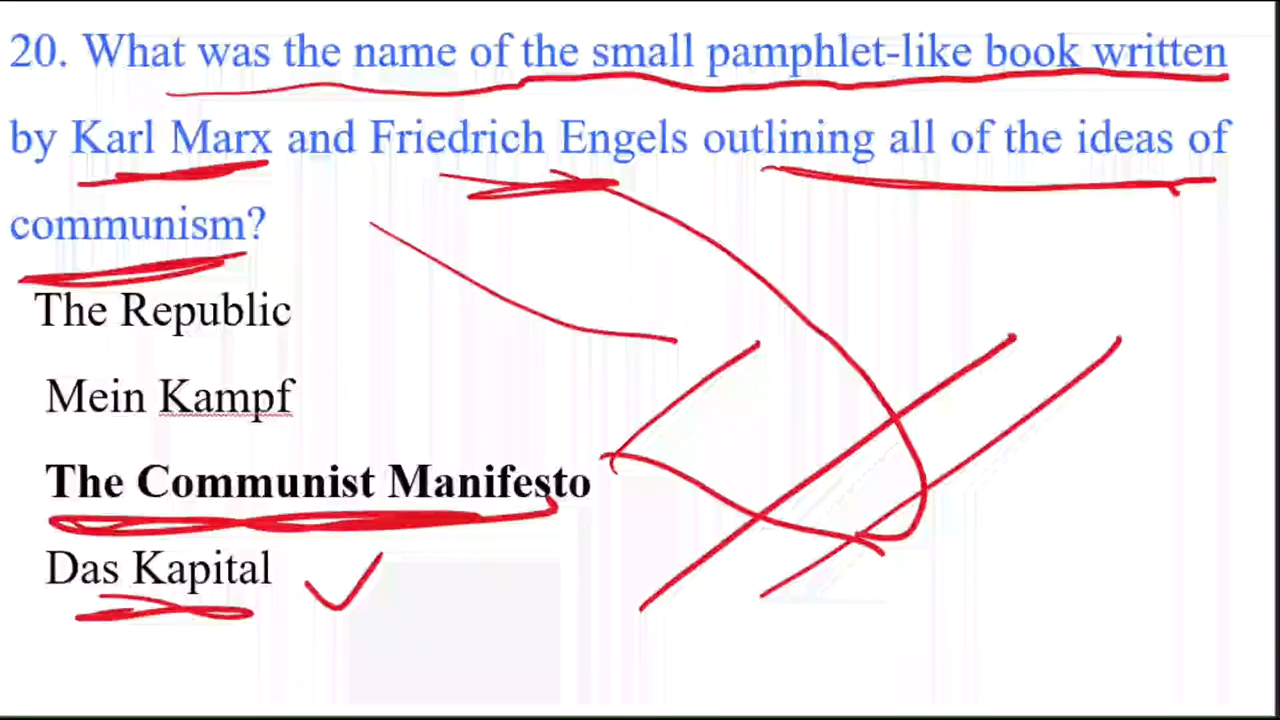 20. What was the name of the small pamphlet-like book written
by Karl Marx and Friedrich Engels outlining all of the ideas of
communism?
The Republic
Mein Kampf
The Communist Manifesto
Das Kapital